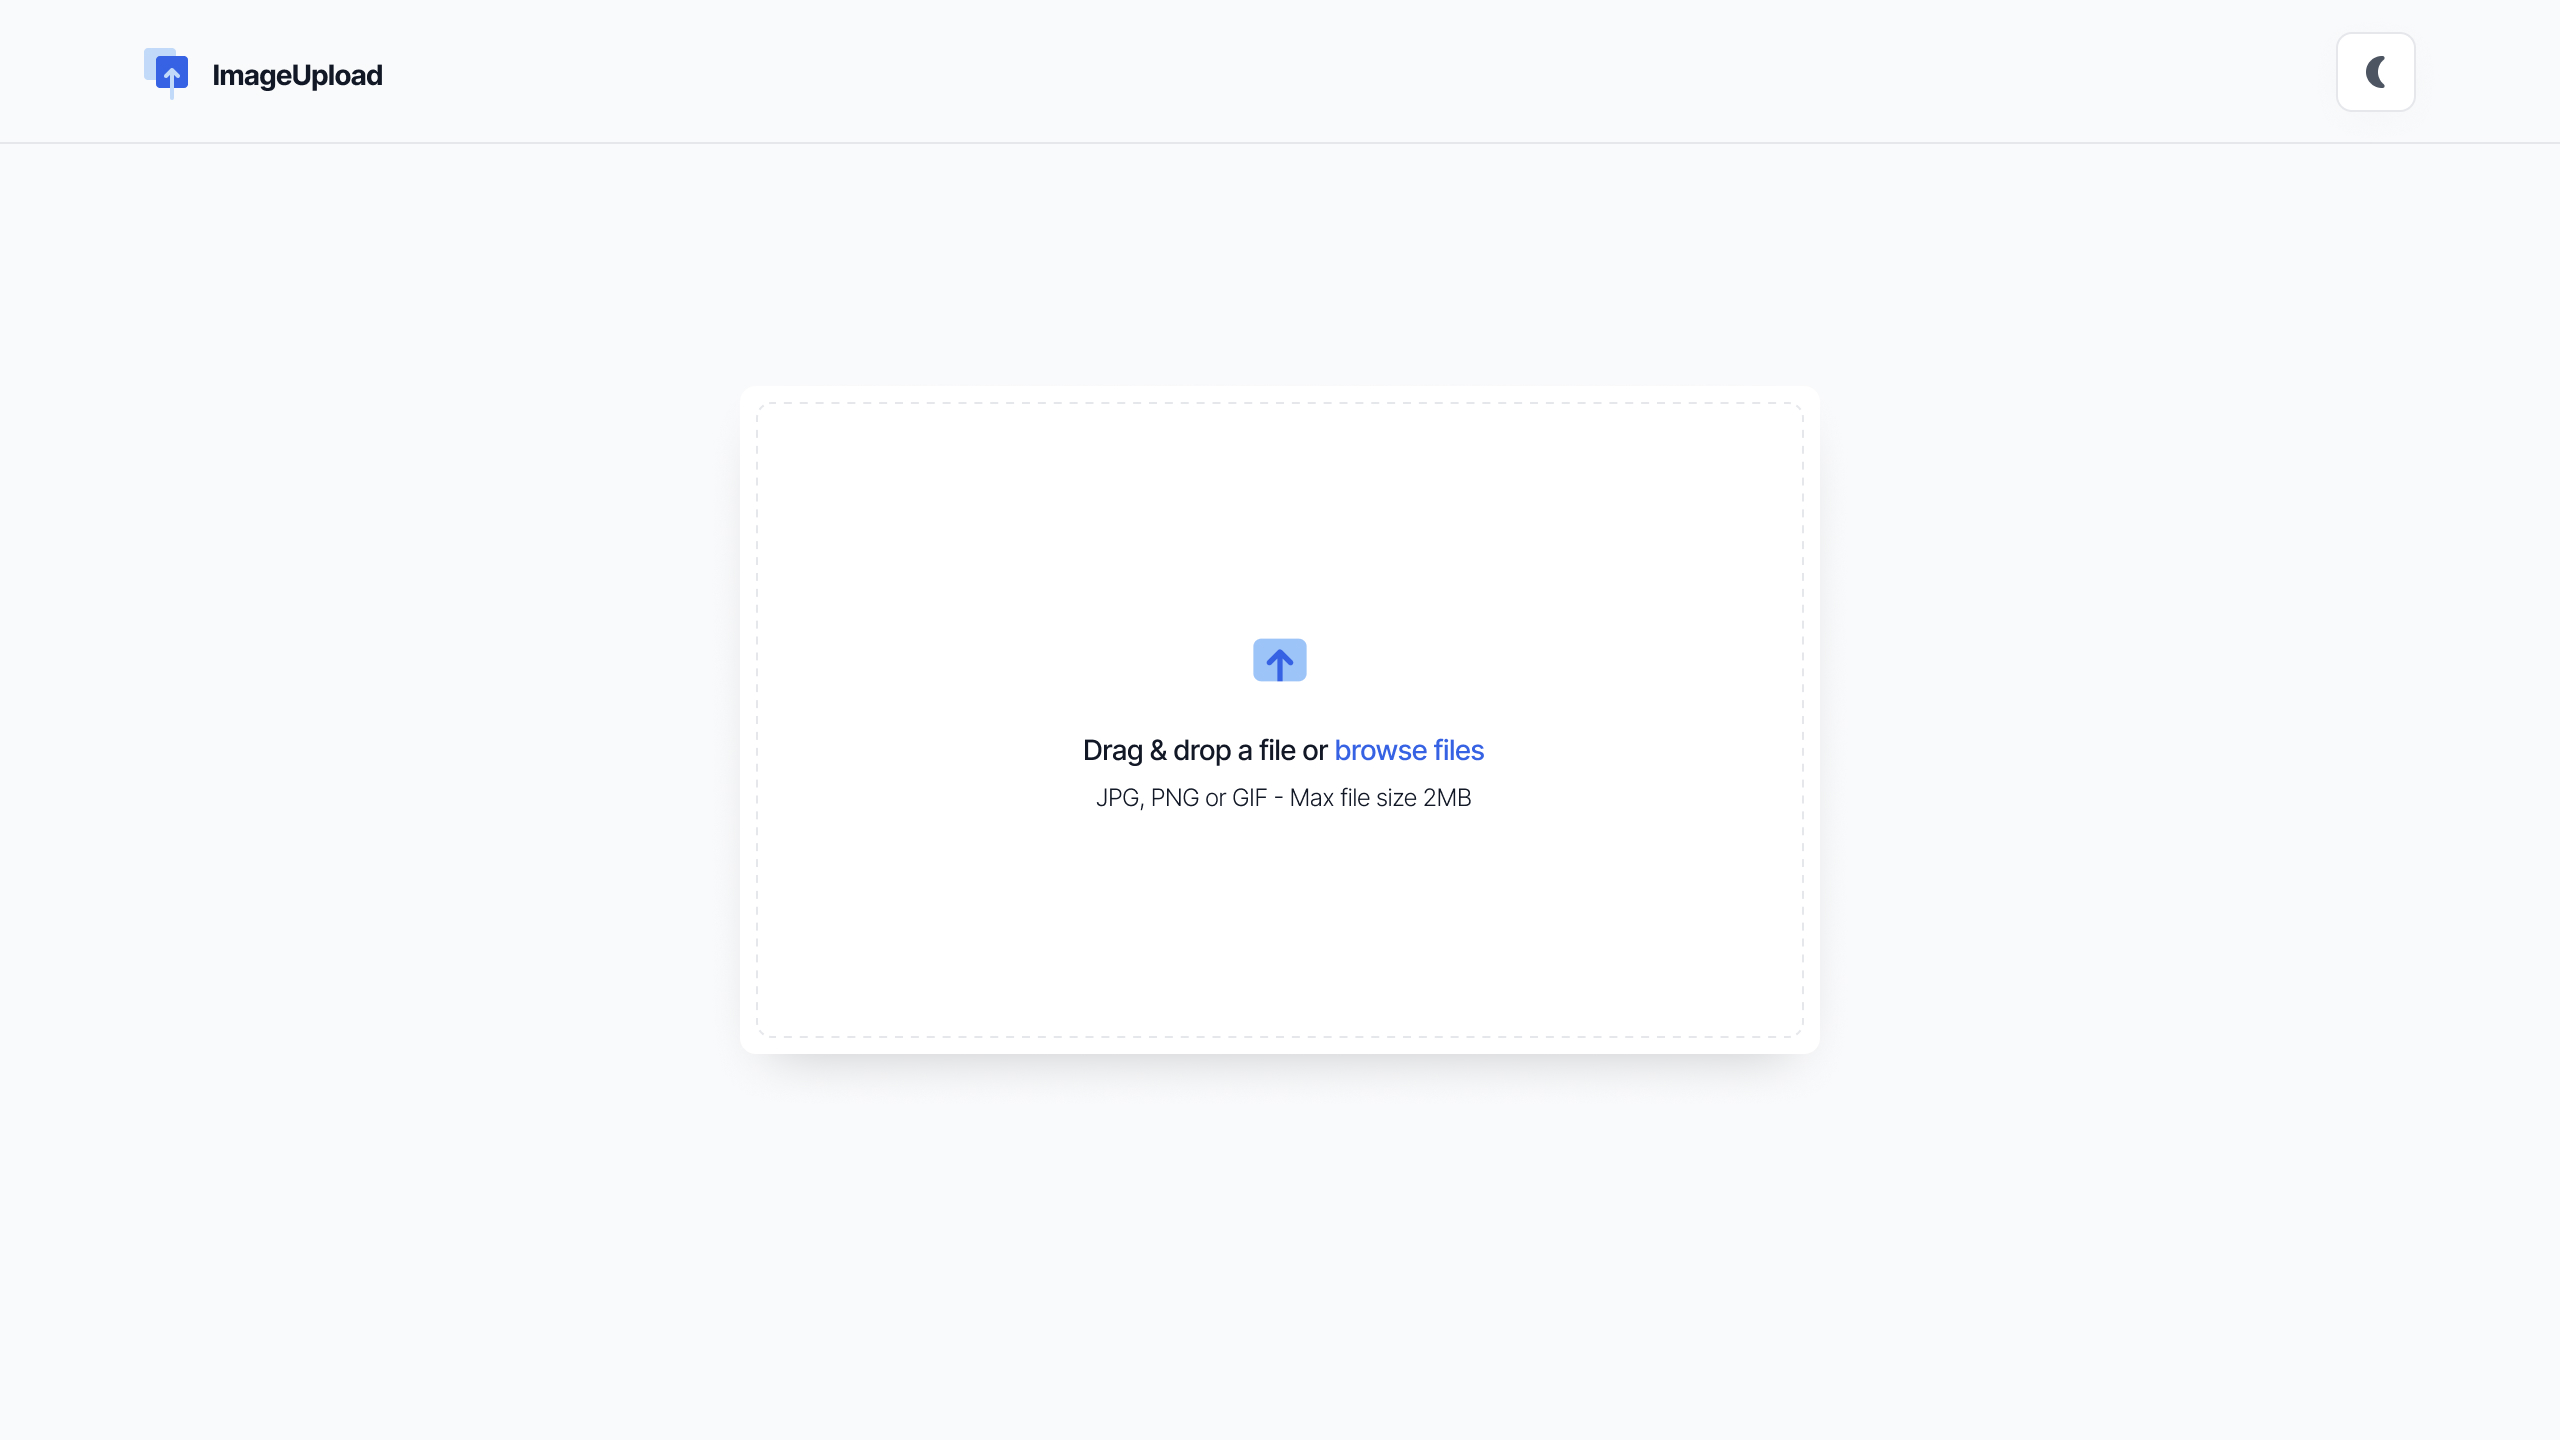 ImageUpload
Drag & drop a file or browse files
JPG, PNG or GIF - Max file size 2MB